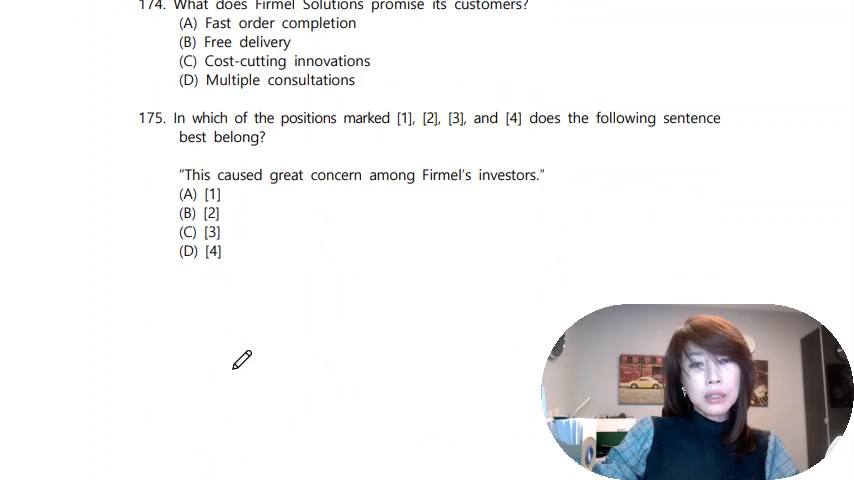 174. What does Firmel Solutions promise its customers?
(A) Fast order completion
(B) Free delivery
(C) Cost-cutting innovations
(D) Multiple consultations
175. In which of the positions marked [1], [2], [3], and [4] does the following sentence
best belong?
"This caused great concern among Firmel's investors."
(A) [1]
(B) [2]
(C) [3]
(D) [4]